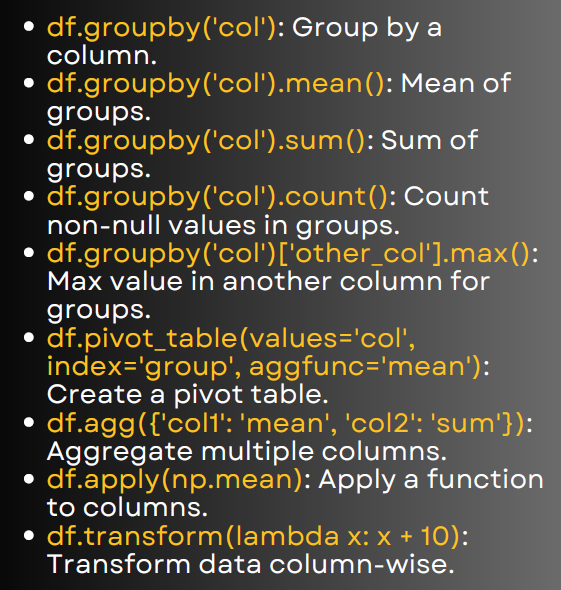 • df.groupby('col'): Group by a
column.
• df.groupby('col').mean(): Mean of
groups.
• df.groupby('col').sum(): Sum of
groups.
• df.groupby('col').count(): Count
non-null values in groups.
• df.groupby('col')['other_col'].max():
Max value in another column for
groups.
• df.pivot_table(values='col',
index='group', aggfunc='mean'):
Create a pivot table.
• df.agg({'col1': 'mean', 'col2': 'sum'}):
Aggregate multiple columns.
• df.apply(np.mean): Apply a function
to columns.
• df.transform(lambda x: x + 10):
Transform data column-wise.